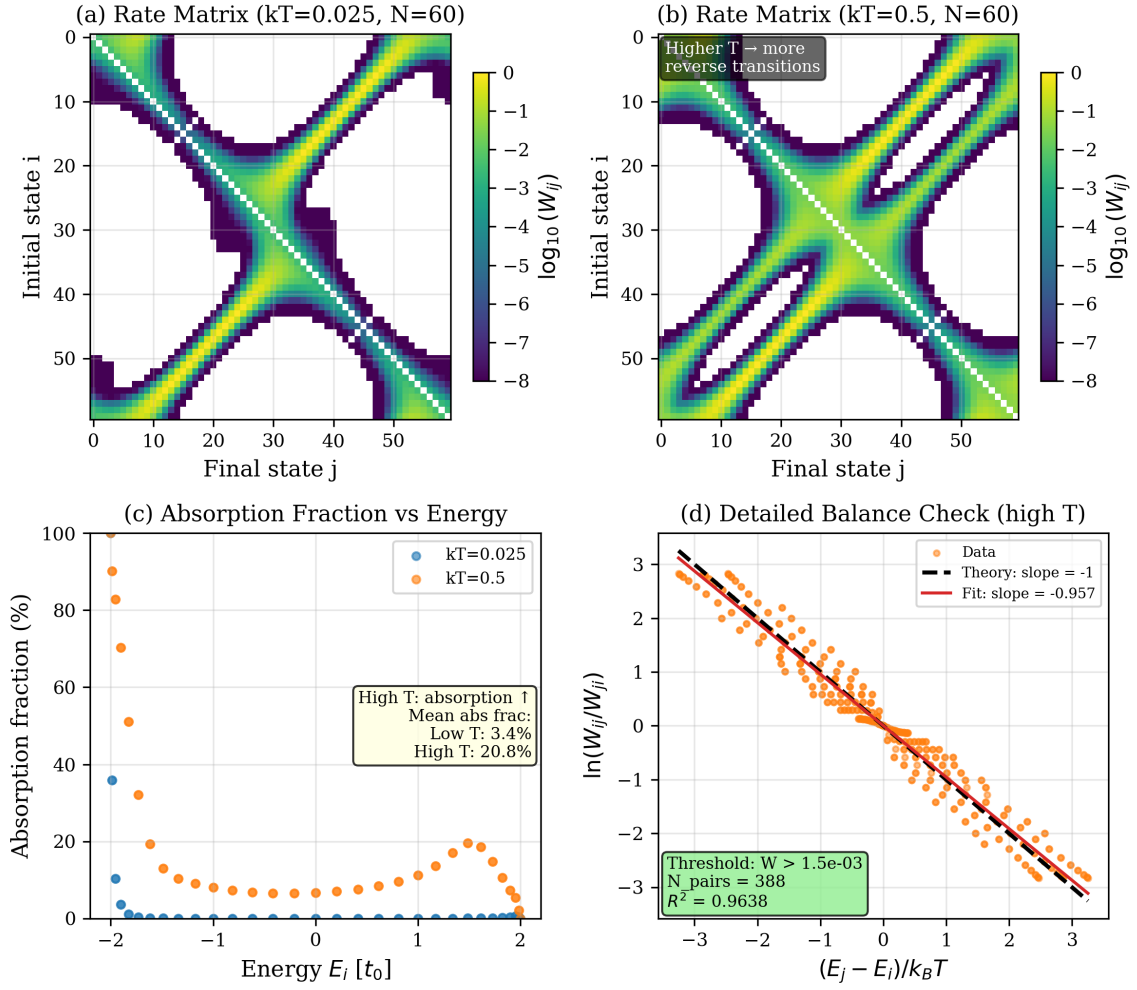 (a) Rate Matrix (kT=0.025, N=60)
0
10
20
30
40
50
Initial state i
0
10
20
30
40
50
Final state j
0
−1
−2
−3
−4
−5
−6
−7
−8
log10 (Wij)
(b) Rate Matrix (kT=0.5, N=60)
Higher T → more
reverse transitions
0
10
20
30
40
50
Initial state i
0
10
20
30
40
50
Final state j
0
−1
−2
−3
−4
−5
−6
−7
−8
log10 (Wij)
(c) Absorption Fraction vs Energy
100
80
60
40
20
0
Absorption fraction (%)
kT=0.025
kT=0.5
High T: absorption ↑
Mean abs frac:
Low T: 3.4%
High T: 20.8%
−2
−1
0
1
2
Energy Ei [t0]
(d) Detailed Balance Check (high T)
3
2
1
0
−1
−2
−3
ln(Wij/Wji)
Data
Theory: slope = -1
Fit: slope = -0.957
Threshold: W > 1.5e-03
N_pairs = 388
R² = 0.9638
−3
−2
−1
0
1
2
3
(Ej − Ei)/kBT